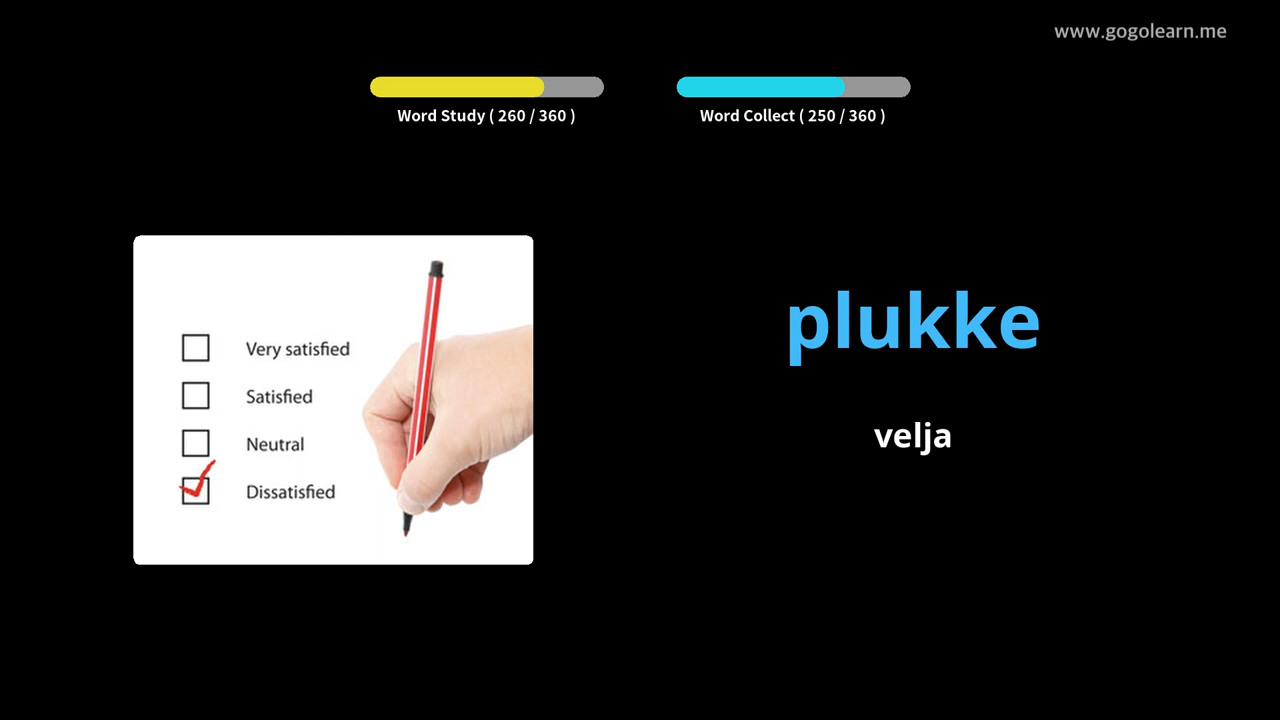 www.gogolearn.me
Word Study ( 260 / 360 )
Word Collect ( 250 / 360 )
Very satisfied
Satisfied
Neutral
Dissatisfied
plukke
velja